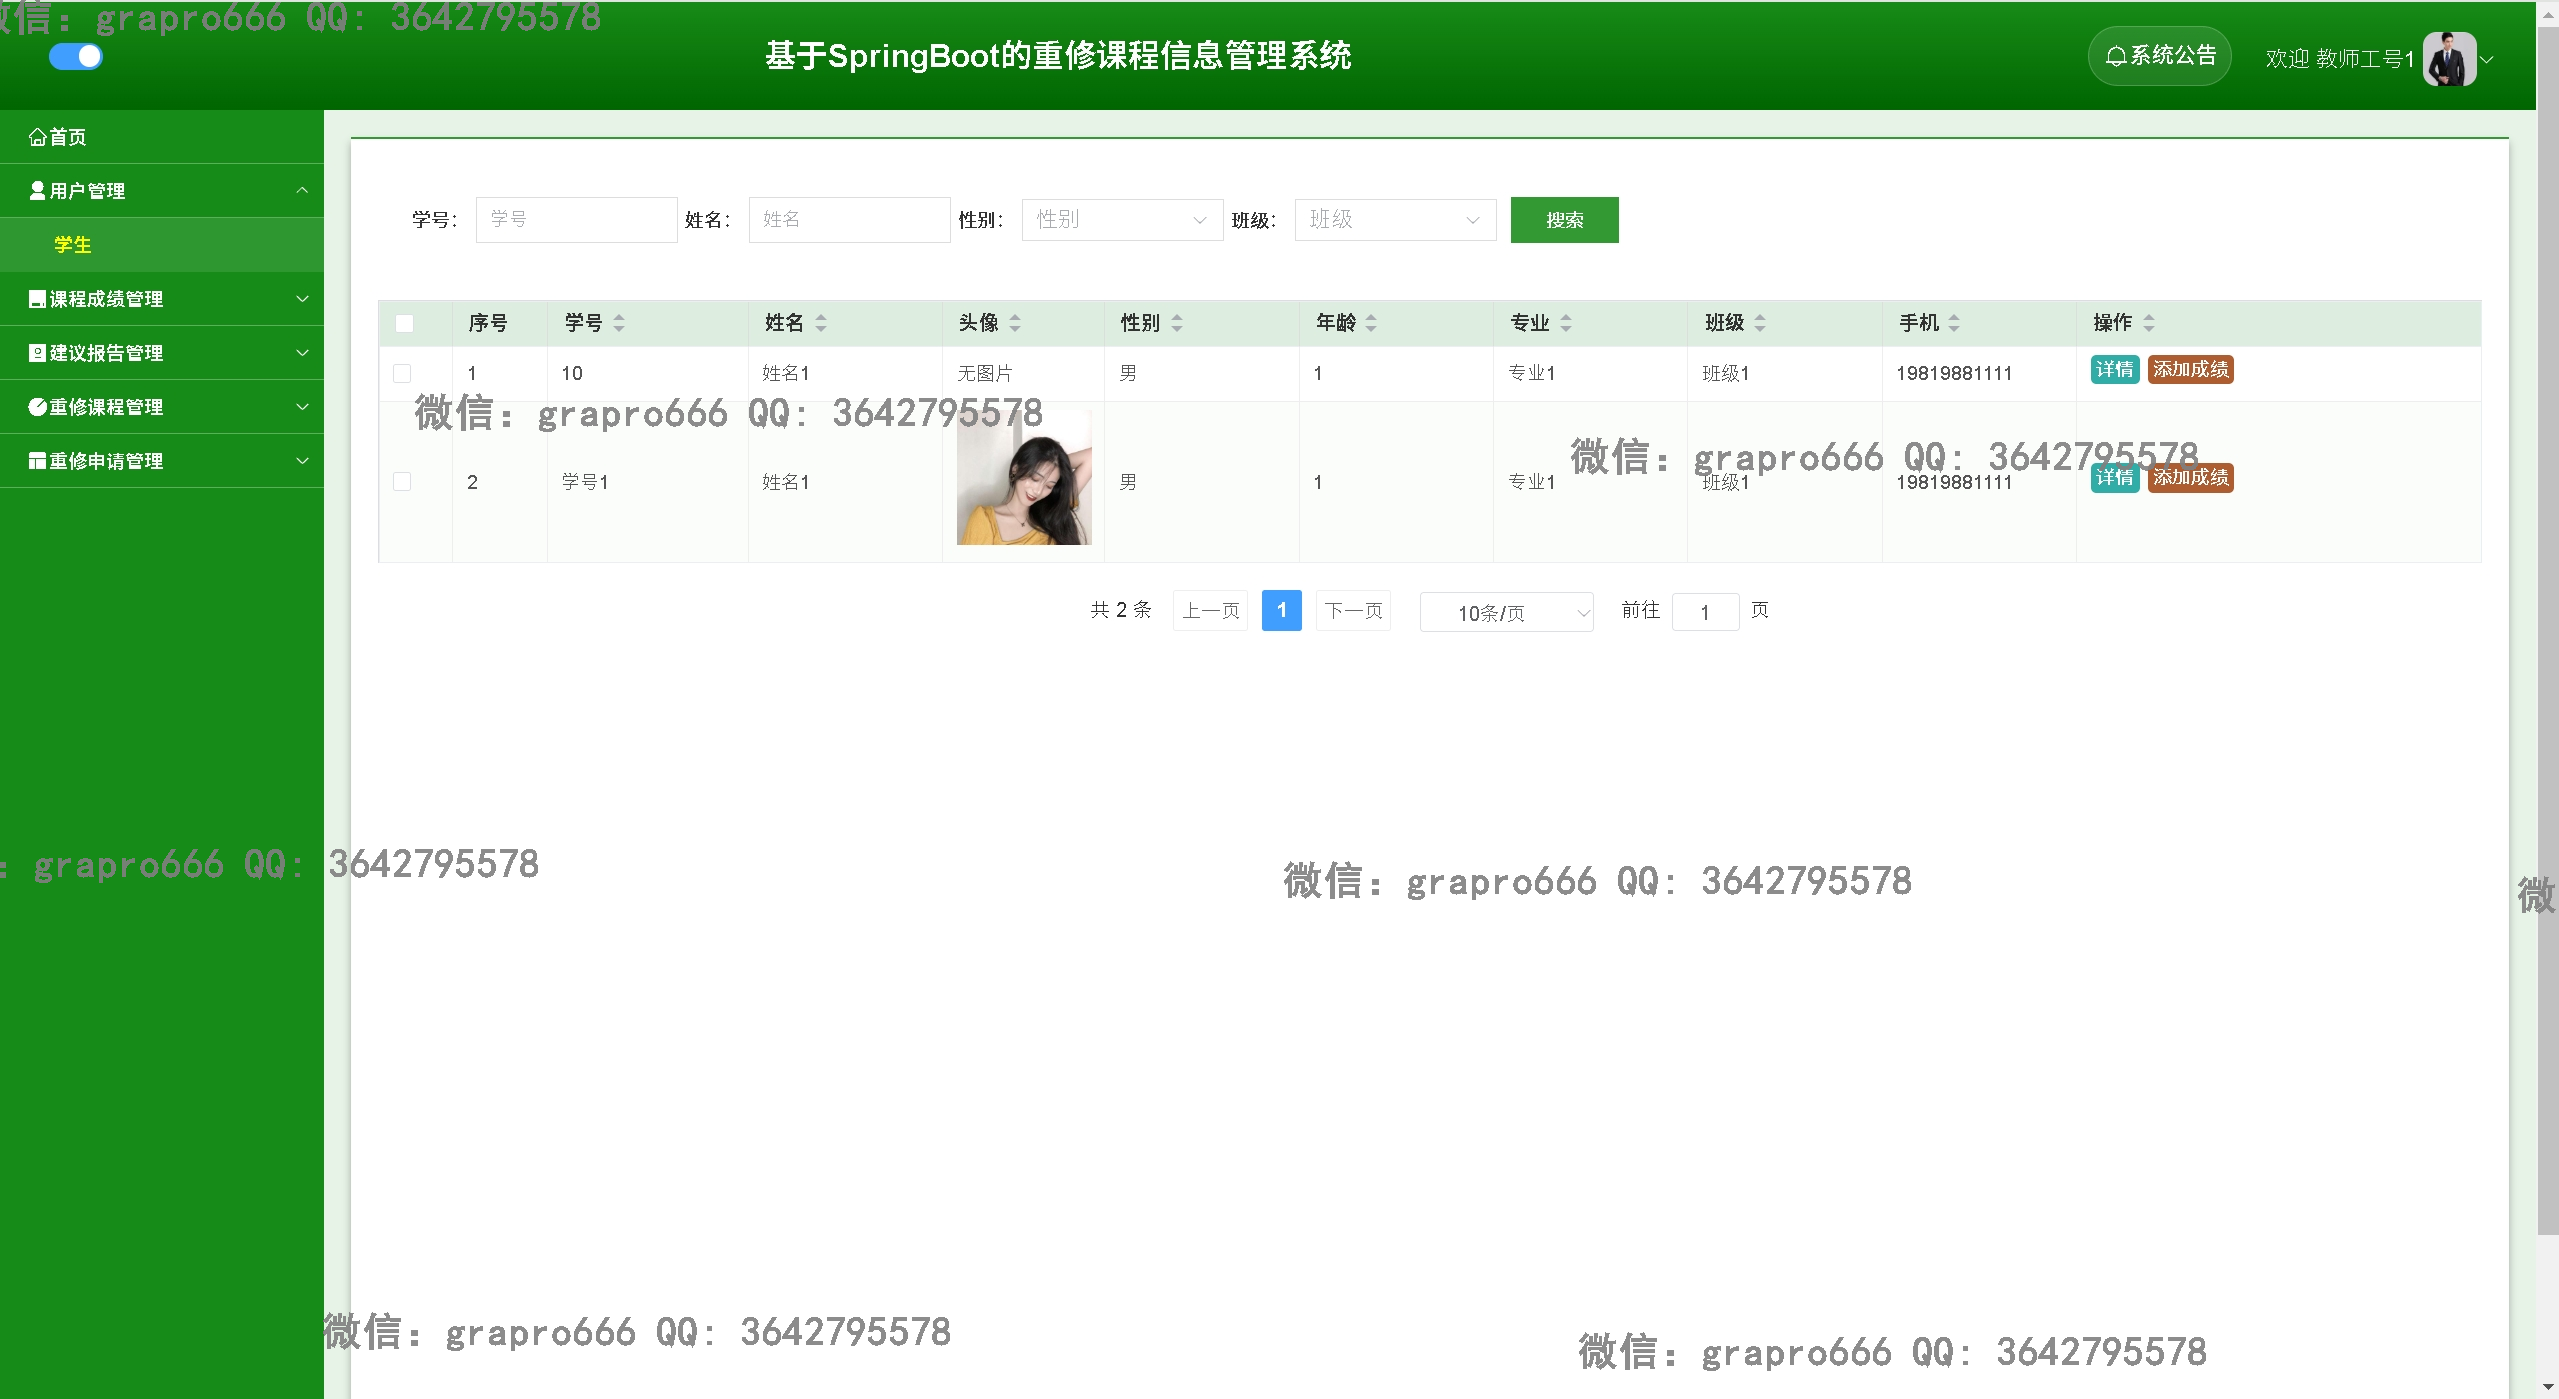 微信: grapro666 QQ: 3642795578
基于SpringBoot的重修课程信息管理系统
系统公告
欢迎 教师工号1
首页
用户管理
学生
课程成绩管理
建议报告管理
重修课程管理
重修申请管理
学号: 学号 姓名: 姓名 性别: 性别 班级: 班级 搜索
序号 学号 姓名 头像 性别 年龄 专业 班级 手机 操作
1 10 姓名1 无图片 男 1 专业1 班级1 19819881111 详情 添加成绩
微信: grapro666 QQ: 3642795578
微信: grapro666 QQ: 3642795578
2 学号1 姓名1 男 1 专业1 班级1 19819881111 详情 添加成绩
共 2 条 上一页 1 下一页 10条/页 前往 1 页
: grapro666 QQ: 3642795578
微信: grapro666 QQ: 3642795578
微
微信: grapro666 QQ: 3642795578
微信: grapro666 QQ: 3642795578